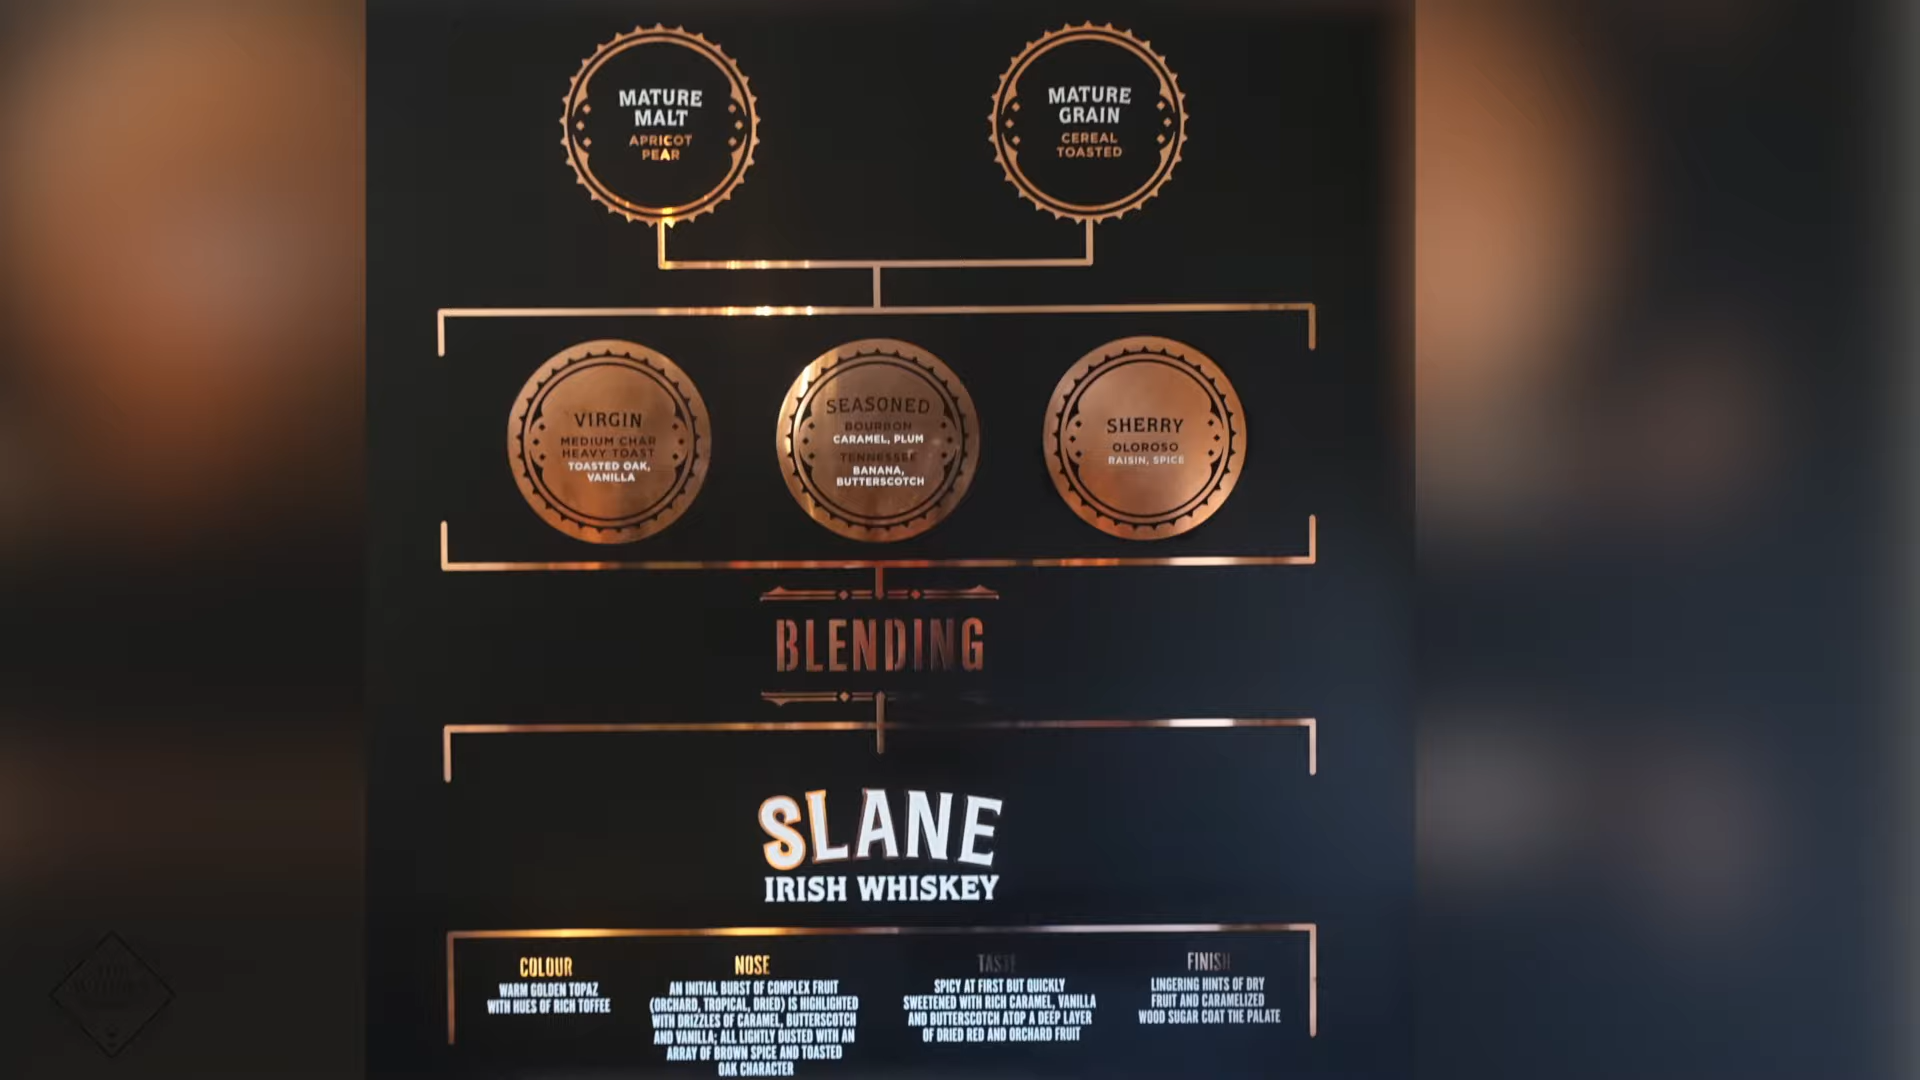 MATURE
MALT
APRICOT
PEAR
MATURE
GRAIN
CEREAL
TOASTED
VIRGIN
MEDIUM CHAR
HEAVY TOAST
TOASTED OAK,
VANILLA
SEASONED
BOURBON
CARAMEL, PLUM
TENNESSEE
BANANA,
BUTTERSCOTCH
SHERRY
OLOROSO
RAISIN, SPICE
BLENDING
SLANE
IRISH WHISKEY
COLOUR
WARM GOLDEN TOPAZ
WITH HUES OF RICH TOFFEE
NOSE
AN INITIAL BURST OF COMPLEX FRUIT
(ORCHARD, TROPICAL, DRIED) IS HIGHLIGHTED
WITH DRIZZLES OF CARAMEL, BUTTERSCOTCH
AND VANILLA; ALL LIGHTLY DUSTED WITH AN
ARRAY OF BROWN SPICE AND TOASTED
OAK CHARACTER
TASTE
SPICY AT FIRST BUT QUICKLY
SWEETENED WITH RICH CARAMEL, VANILLA
AND BUTTERSCOTCH ATOP A DEEP LAYER
OF DRIED RED AND ORCHARD FRUIT
FINISH
LINGERING HINTS OF DRY
FRUIT AND CARAMELIZED
WOOD SUGAR COAT THE PALATE